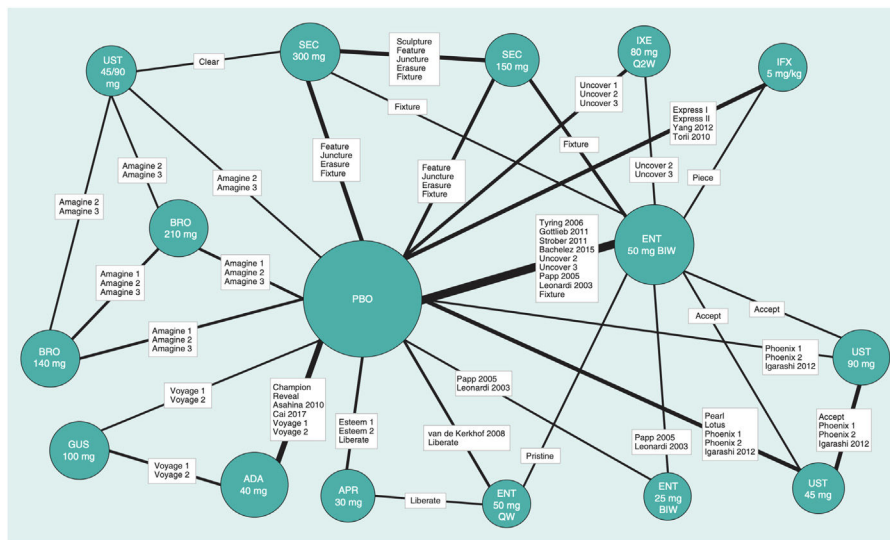 UST
45/90
mg
Clear
SEC
300 mg
Sculpture
Feature
Juncture
Erasure
Fixture
SEC
150 mg
IXE
80 mg
Q2W
IFX
5 mg/kg
Uncover 1
Uncover 2
Uncover 3
Express I
Express II
Yang 2012
Torii 2010
Fixture
Fixture
Feature
Juncture
Erasure
Fixture
Feature
Juncture
Erasure
Fixture
Uncover 2
Uncover 3
Piece
Amagine 2
Amagine 3
Amagine 2
Amagine 3
Amagine 2
Amagine 3
BRO
210 mg
Tyring 2006
Gottlieb 2011
Strober 2011
Bachelez 2015
Uncover 2
Uncover 3
Papp 2005
Leonardi 2003
Fixture
ENT
50 mg BIW
Amagine 1
Amagine 2
Amagine 3
Amagine 1
Amagine 2
Amagine 3
PBO
Accept
Accept
Amagine 1
Amagine 2
Amagine 3
BRO
140 mg
Phoenix 1
Phoenix 2
Igarashi 2012
UST
90 mg
Voyage 1
Voyage 2
Champion
Reveal
Asahina 2010
Cai 2017
Voyage 1
Voyage 2
Papp 2005
Leonardi 2003
Esteem 1
Esteem 2
Liberate
van de Kerkhof 2008
Liberate
Pearl
Lotus
Phoenix 1
Phoenix 2
Igarashi 2012
Accept
Phoenix 1
Phoenix 2
Igarashi 2012
Papp 2005
Leonardi 2003
GUS
100 mg
Voyage 1
Voyage 2
Pristine
ADA
40 mg
APR
30 mg
Liberate
ENT
50 mg
QW
ENT
25 mg
BIW
UST
45 mg